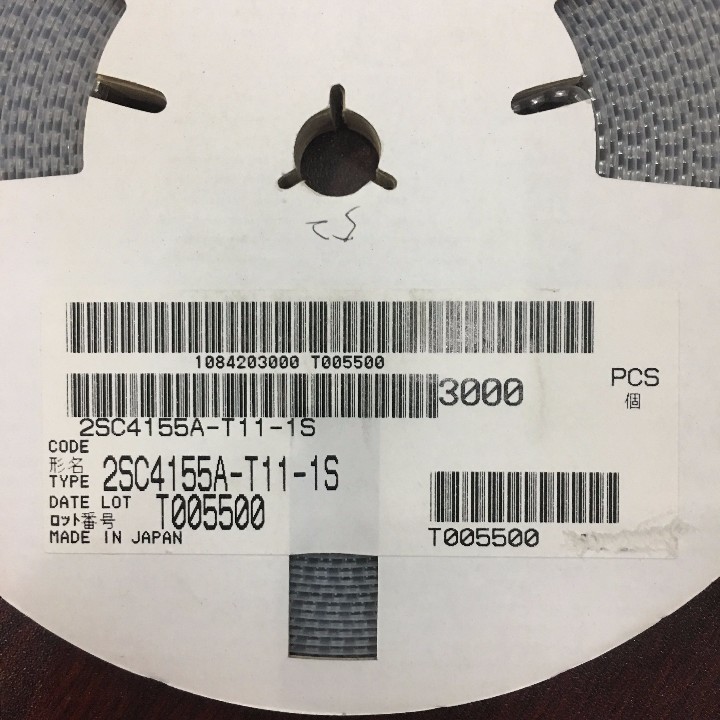 1084203000 T005500
3000
PCS
個
2SC4155A-T11-1S
CODE
形名
TYPE 2SC4155A-T11-1S
DATE LOT
ロット番号 T005500
MADE IN JAPAN
T005500